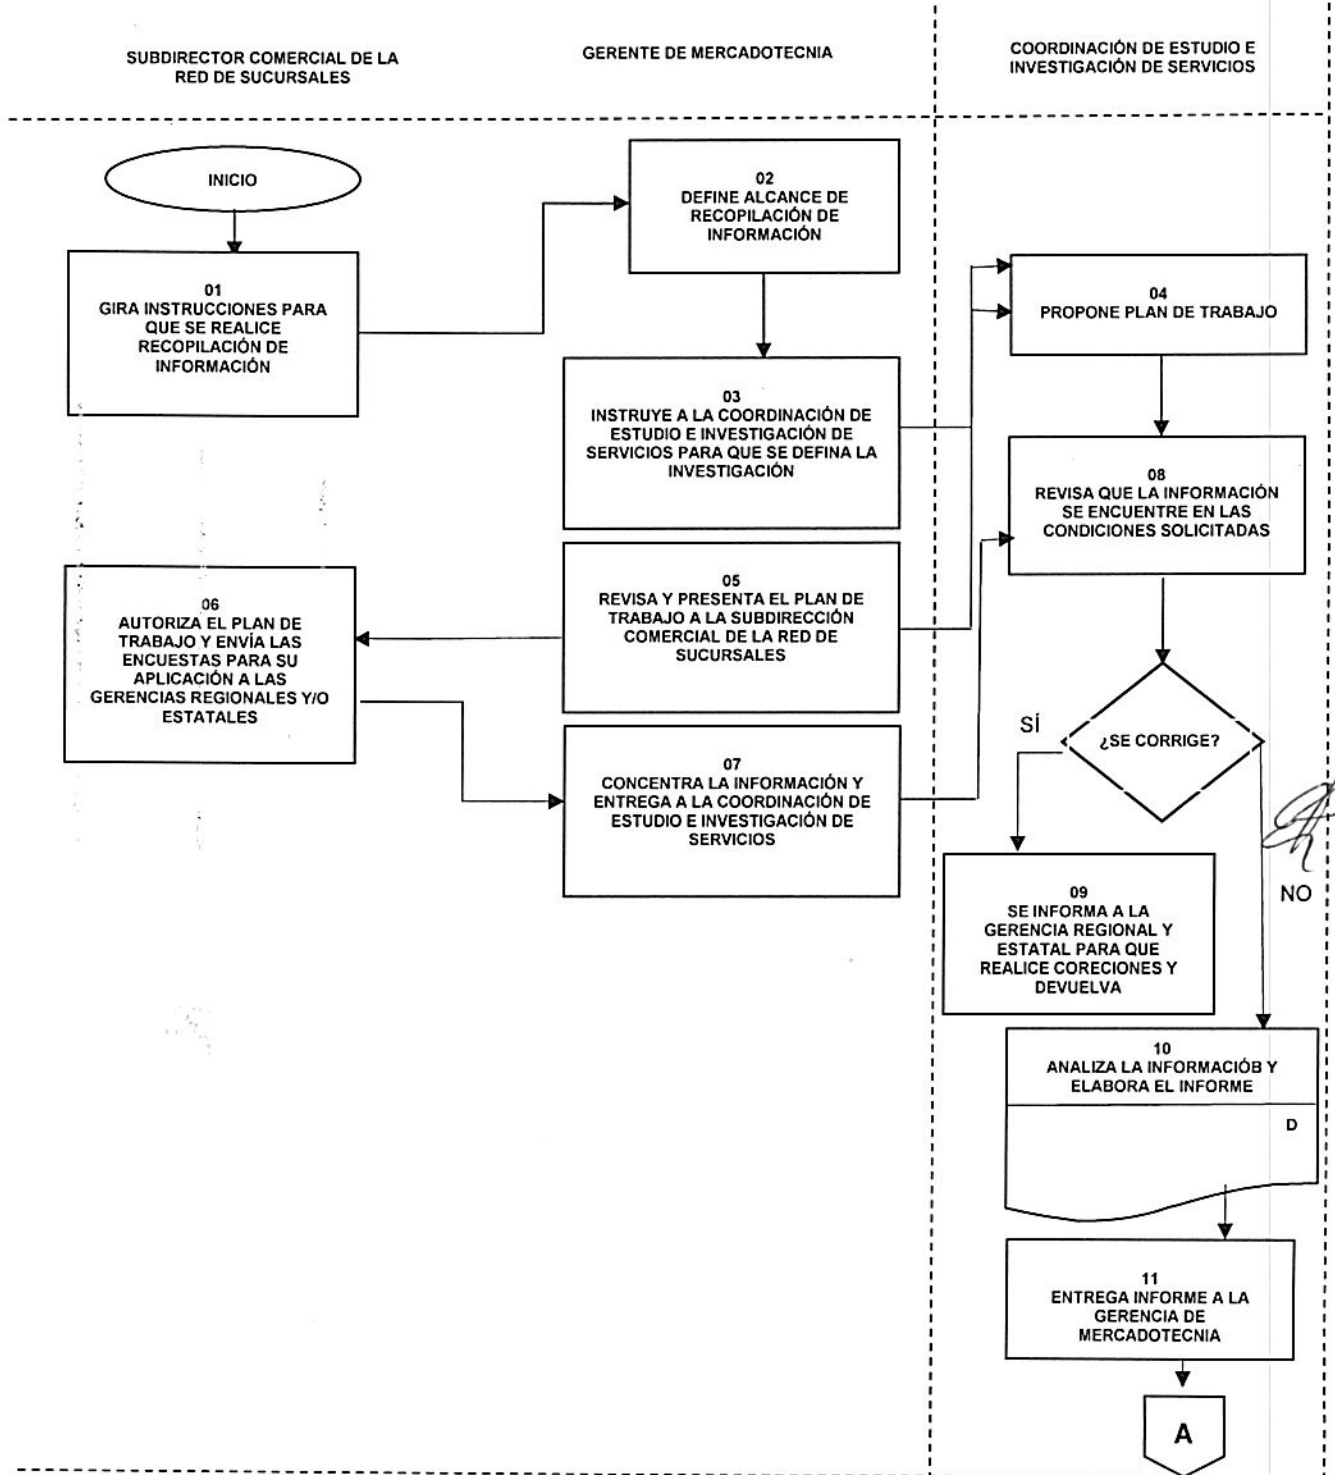 SUBDIRECTOR COMERCIAL DE LA
RED DE SUCURSALES
GERENTE DE MERCADOTECNIA
COORDINACIÓN DE ESTUDIO E
INVESTIGACIÓN DE SERVICIOS
INICIO
01
GIRA INSTRUCCIONES PARA
QUE SE REALICE
RECOPILACIÓN DE
INFORMACIÓN
02
DEFINE ALCANCE DE
RECOPILACIÓN DE
INFORMACIÓN
03
INSTRUYE A LA COORDINACIÓN DE
ESTUDIO E INVESTIGACIÓN DE
SERVICIOS PARA QUE SE DEFINA LA
INVESTIGACIÓN
04
PROPONE PLAN DE TRABAJO
05
REVISA Y PRESENTA EL PLAN DE
TRABAJO A LA SUBDIRECCIÓN
COMERCIAL DE LA RED DE
SUCURSALES
06
AUTORIZA EL PLAN DE
TRABAJO Y ENVÍA LAS
ENCUESTAS PARA SU
APLICACIÓN A LAS
GERENCIAS REGIONALES Y/O
ESTATALES
07
CONCENTRA LA INFORMACIÓN Y
ENTREGA A LA COORDINACIÓN DE
ESTUDIO E INVESTIGACIÓN DE
SERVICIOS
08
REVISA QUE LA INFORMACIÓN
SE ENCUENTRE EN LAS
CONDICIONES SOLICITADAS
¿SE CORRIGE?
SÍ
NO
09
SE INFORMA A LA
GERENCIA REGIONAL Y
ESTATAL PARA QUE
REALICE CORECIONES Y
DEVUELVA
10
ANALIZA LA INFORMACIÓB Y
ELABORA EL INFORME
D
11
ENTREGA INFORME A LA
GERENCIA DE
MERCADOTECNIA
A